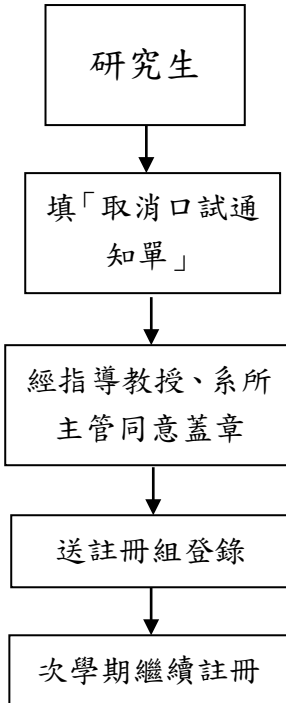 研究生
填「取消口試通
知單」
經指導教授、系所
主管同意蓋章
送註冊組登錄
次學期繼續註冊